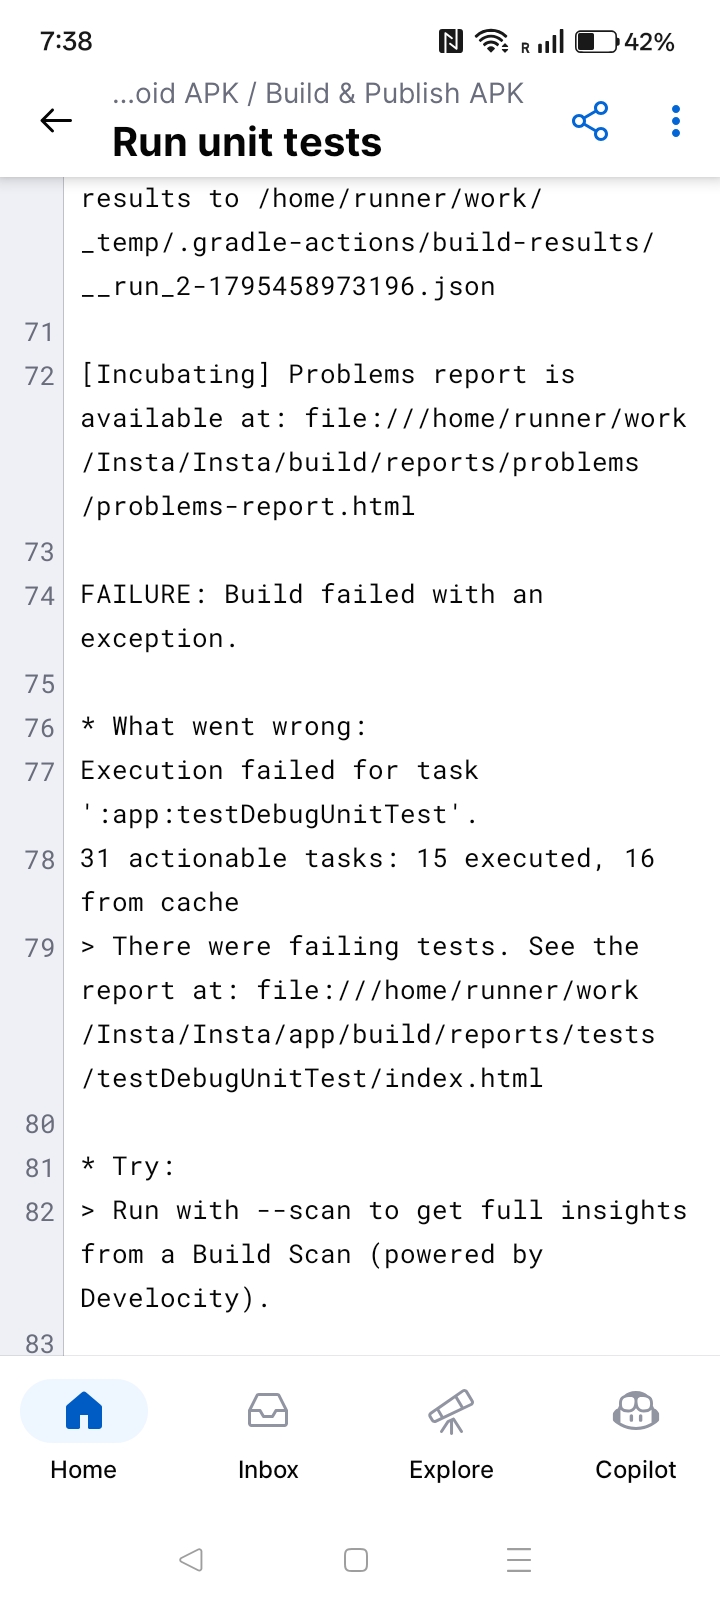 7:38
R
42%
...oid APK / Build & Publish APK
Run unit tests
results to /home/runner/work/
_temp/.gradle-actions/build-results/
__run_2-1795458973196.json
71
72 [Incubating] Problems report is
available at: file:///home/runner/work
/Insta/Insta/build/reports/problems
/problems-report.html
73
74 FAILURE: Build failed with an
exception.
75
76 * What went wrong:
77 Execution failed for task
':app:testDebugUnitTest'.
78 31 actionable tasks: 15 executed, 16
from cache
79 > There were failing tests. See the
report at: file:///home/runner/work
/Insta/Insta/app/build/reports/tests
/testDebugUnitTest/index.html
80
81 * Try:
82 > Run with --scan to get full insights
from a Build Scan (powered by
Develocity).
83
Home
Inbox
Explore
Copilot